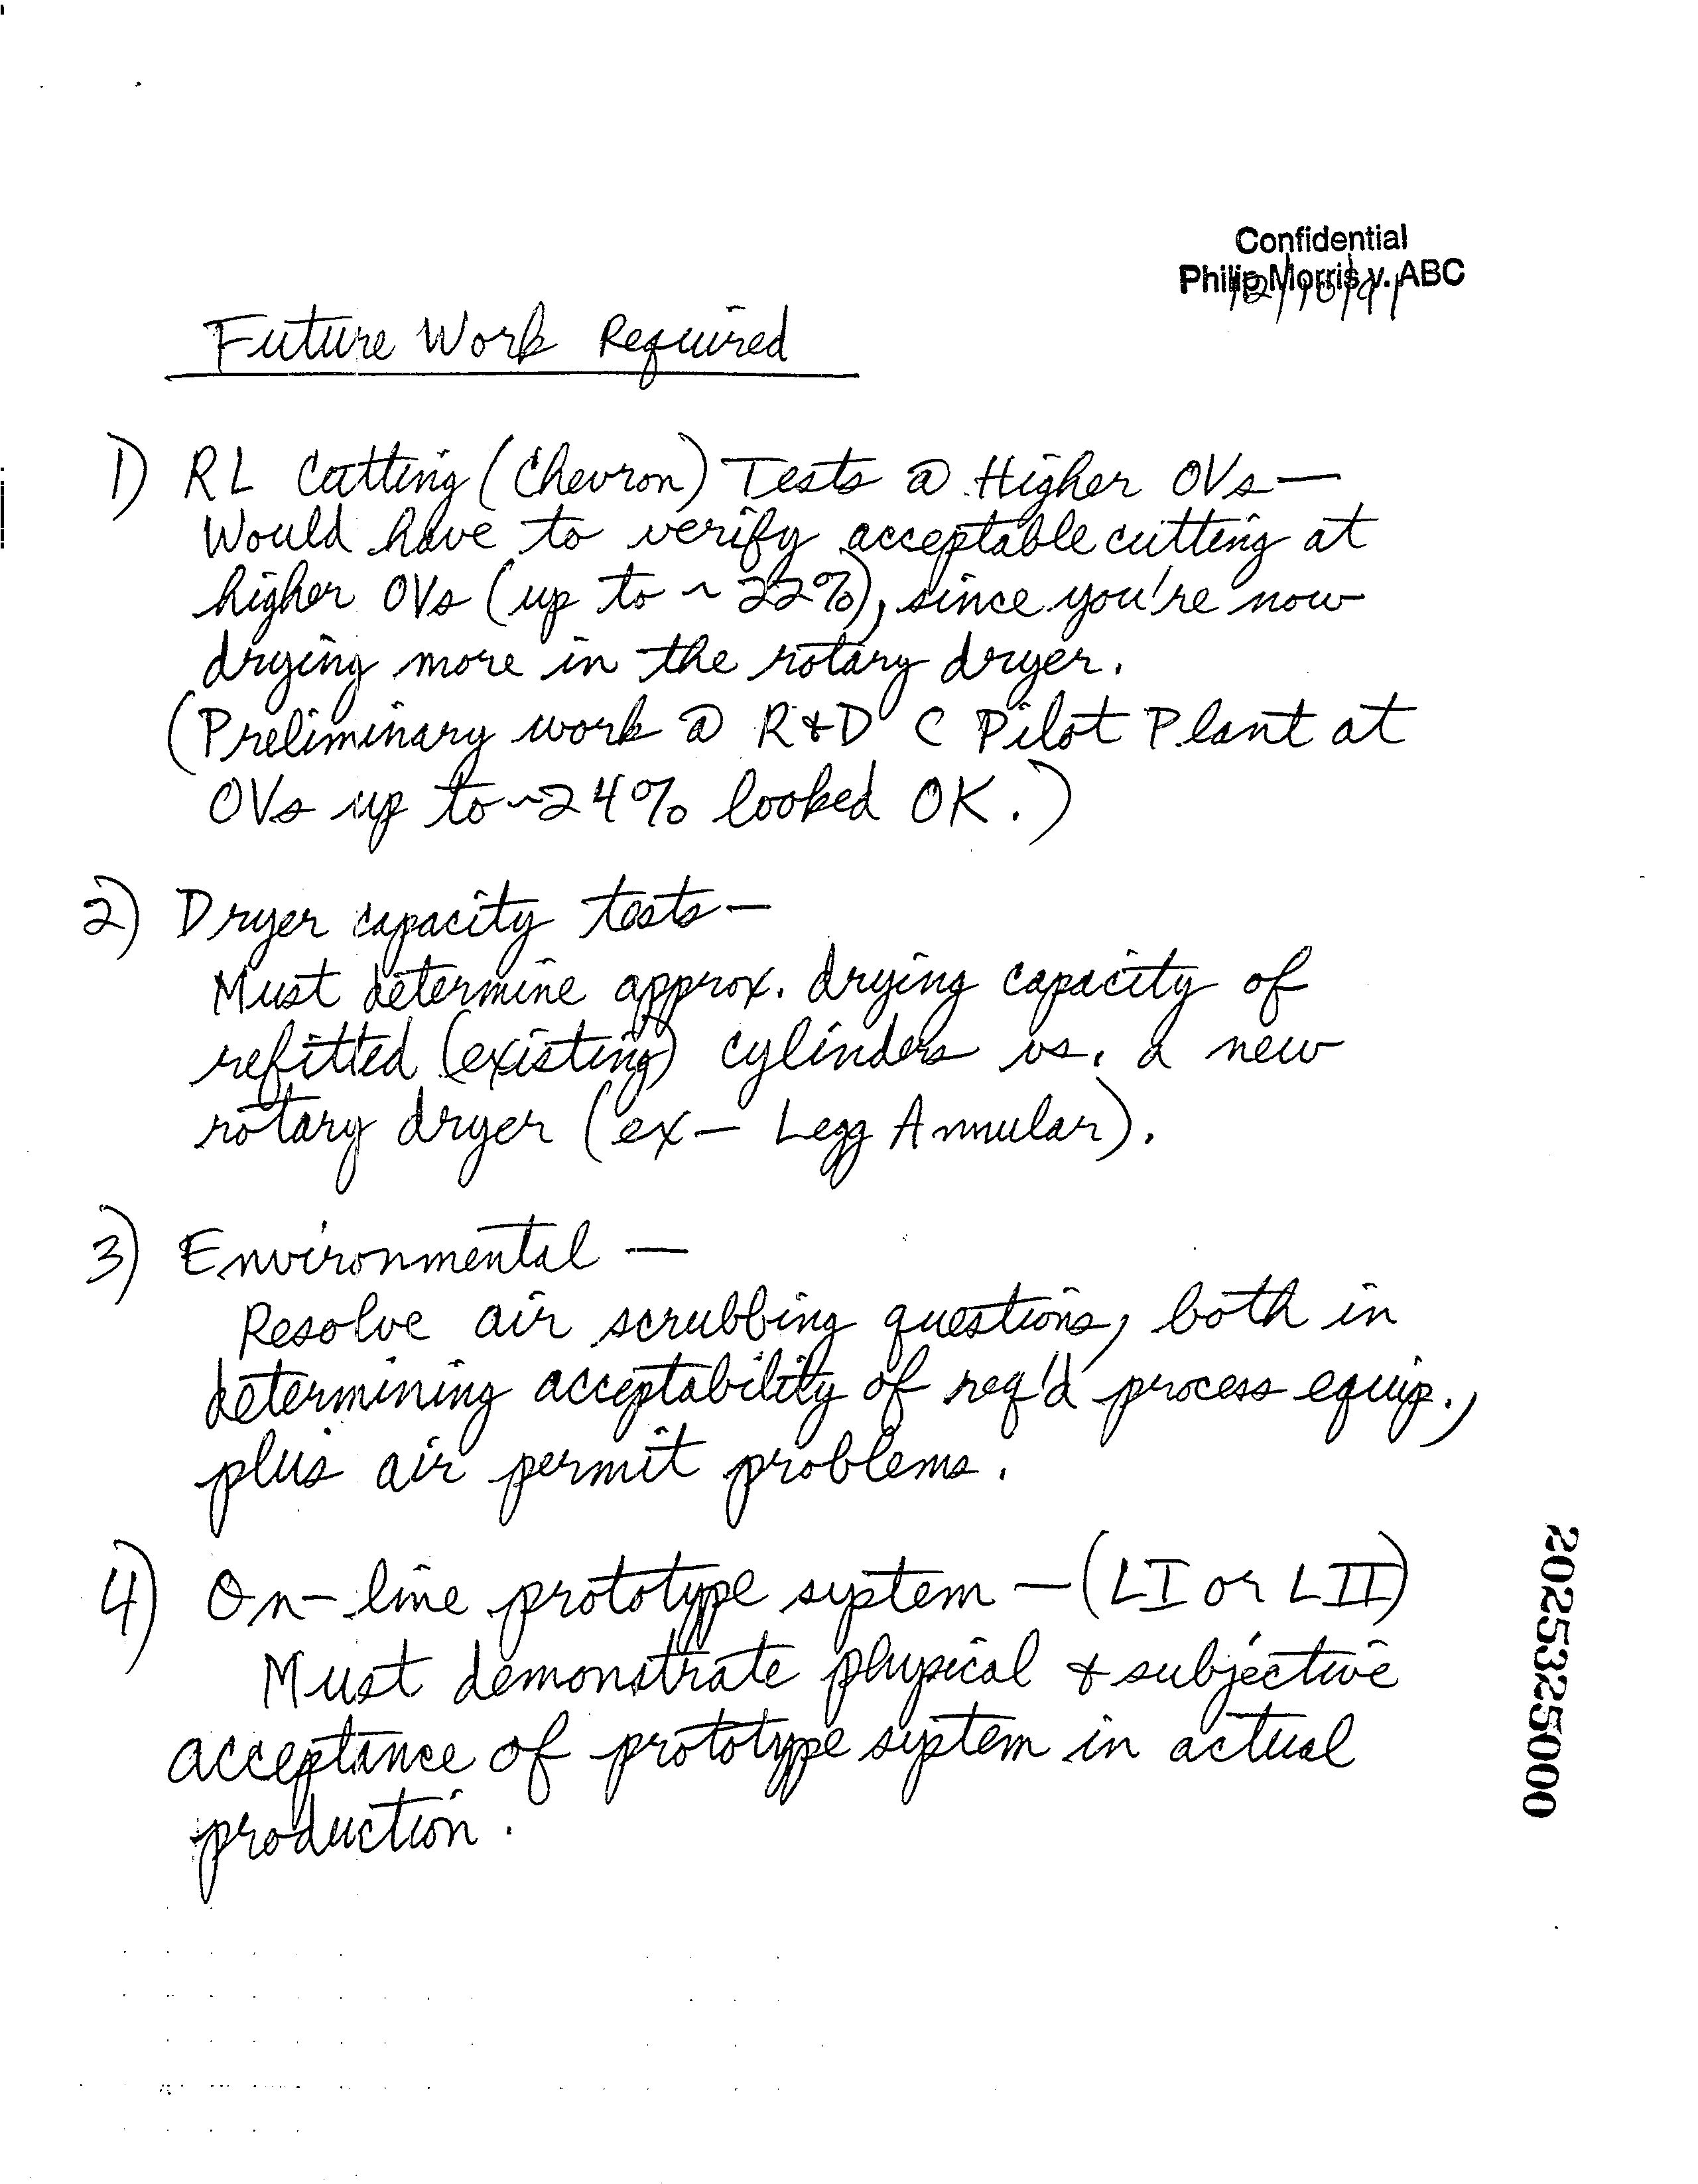 Confidential
Philip Morris v. ABC
12/10/91
Future Work Required
1) RL Cutting (Chevron) Tests @ Higher OVs—
Would have to verify acceptable cutting at
higher OVs (up to ~ 22%), since you're now
drying more in the rotary dryer.
(Preliminary work @ R+D C Pilot Plant at
OVs up to ~24% looked OK.)
2) Dryer capacity tests—
Must determine approx. drying capacity of
refitted (existing) cylinders vs. a new
rotary dryer (ex— Legg Annular).
3) Environmental —
Resolve air scrubbing questions, both in
determining acceptability of req'd process equip.,
plus air permit problems.
4) On-line prototype system — (LI or LII)
Must demonstrate physical + subjective
acceptance of prototype system in actual
production.
2025325000